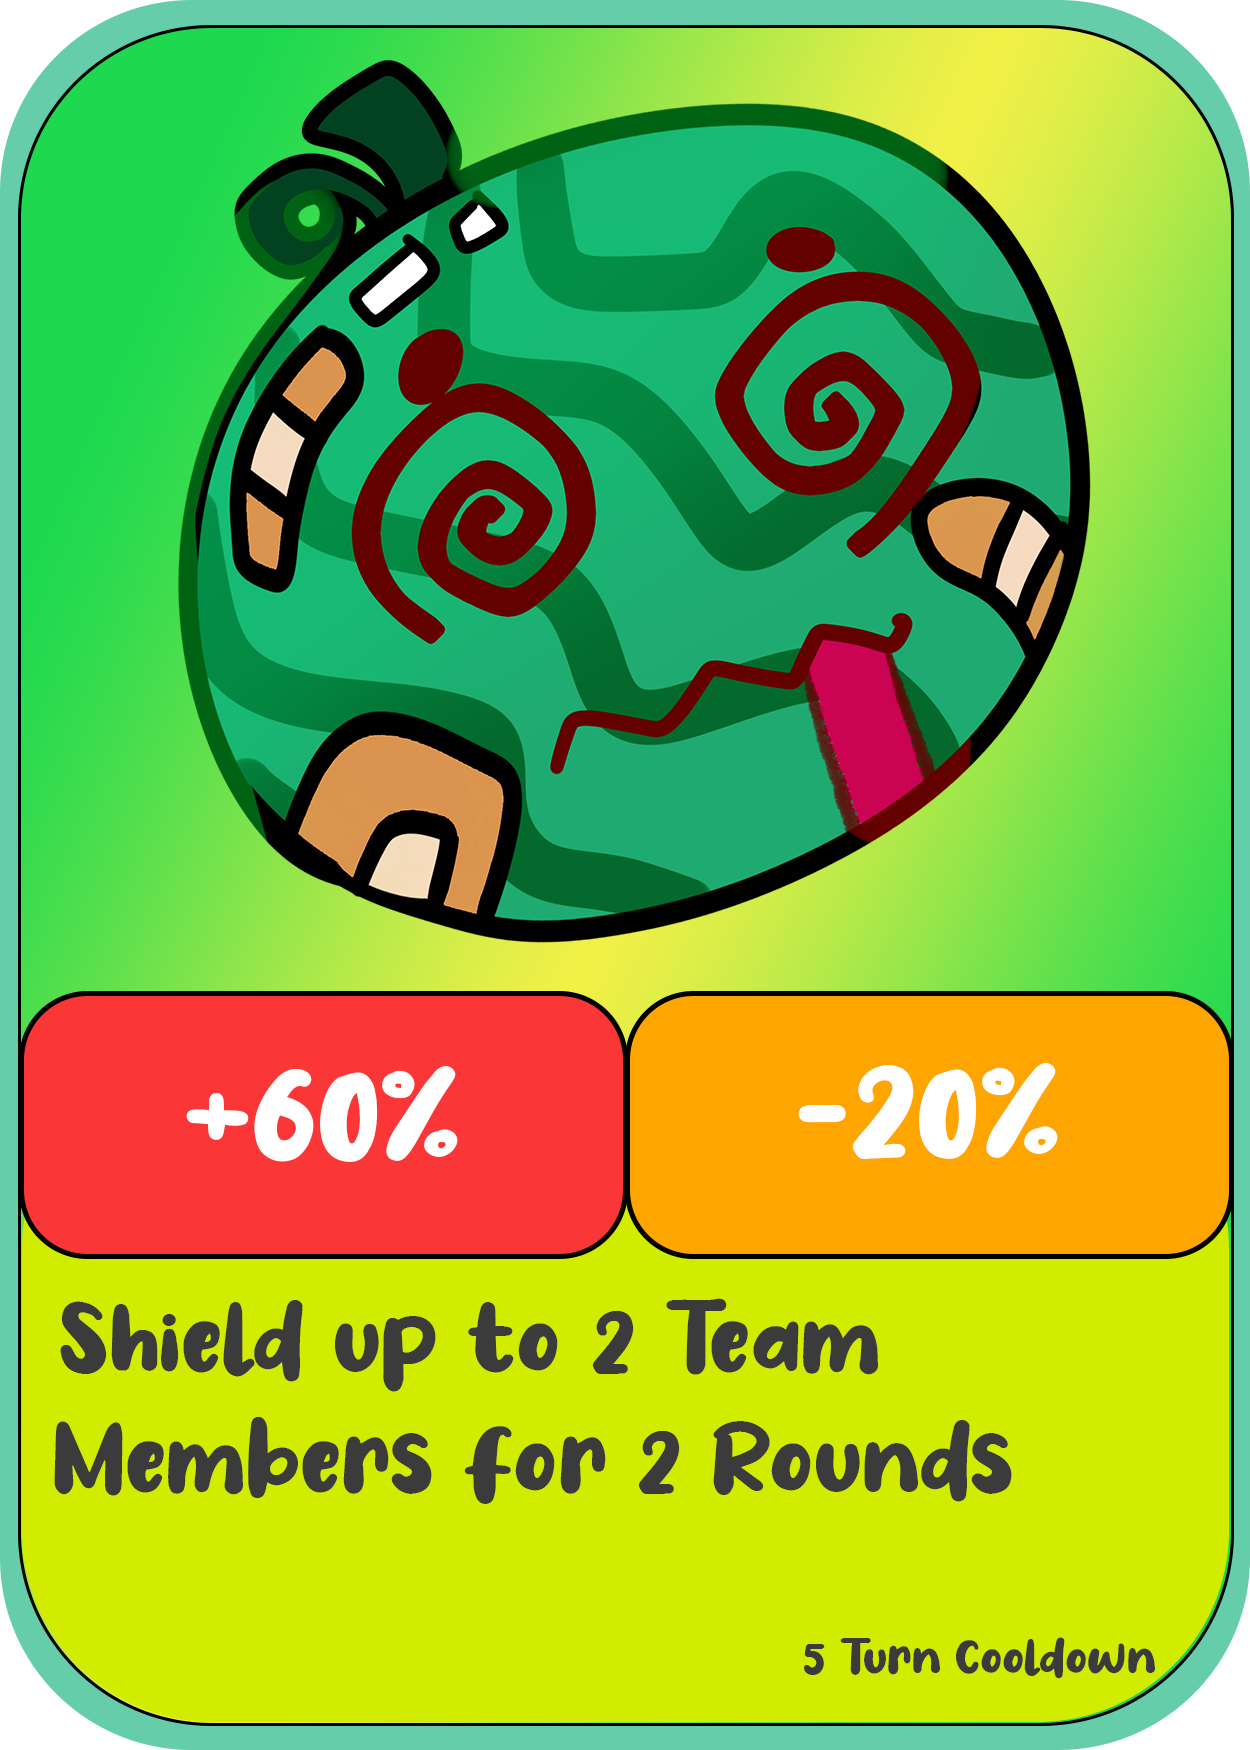 +60%
-20%
Shield up to 2 Team
Members for 2 Rounds
5 Turn Cooldown